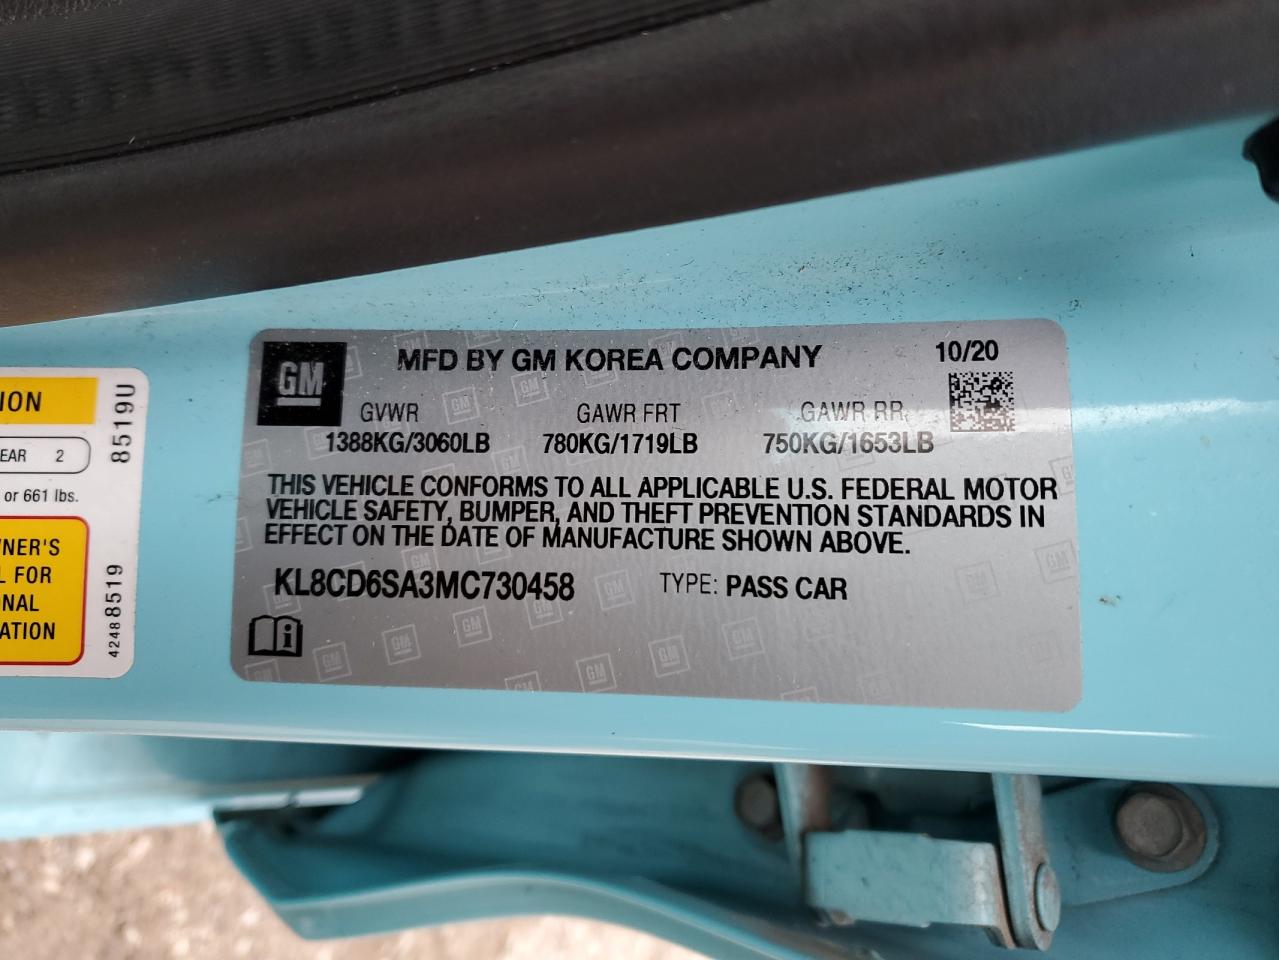 GM
MFD BY GM KOREA COMPANY
10/20
GVWR
GAWR FRT
GAWR RR
1388KG/3060LB
780KG/1719LB
750KG/1653LB
THIS VEHICLE CONFORMS TO ALL APPLICABLE U.S. FEDERAL MOTOR
VEHICLE SAFETY, BUMPER, AND THEFT PREVENTION STANDARDS IN
EFFECT ON THE DATE OF MANUFACTURE SHOWN ABOVE.
KL8CD6SA3MC730458
TYPE: PASS CAR
ION
EAR 2
or 661 lbs.
NER'S
L FOR
NAL
ATION
8519U
4248 8519